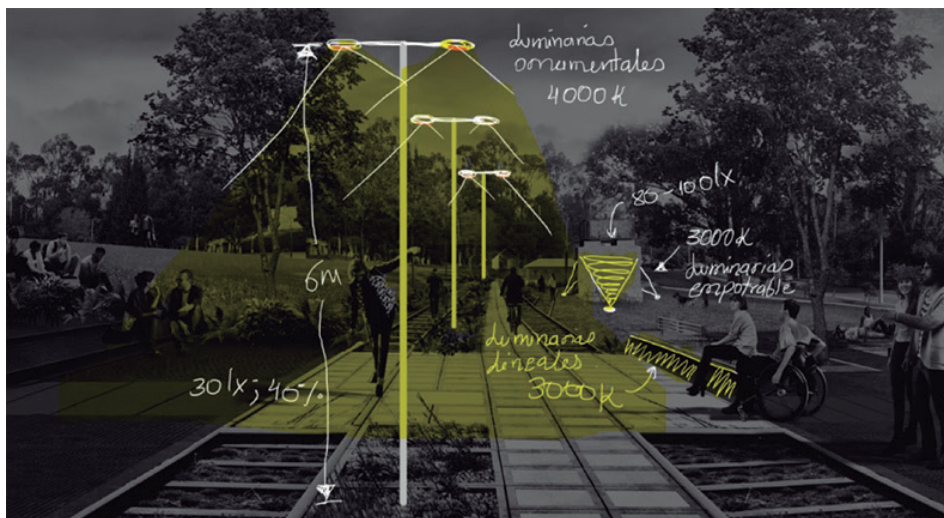 luminarias
ornamentales
4000K
80-100lx
3000K
luminarias
empotrable
6m
luminarias
lineales
3000K
30lx; 40%